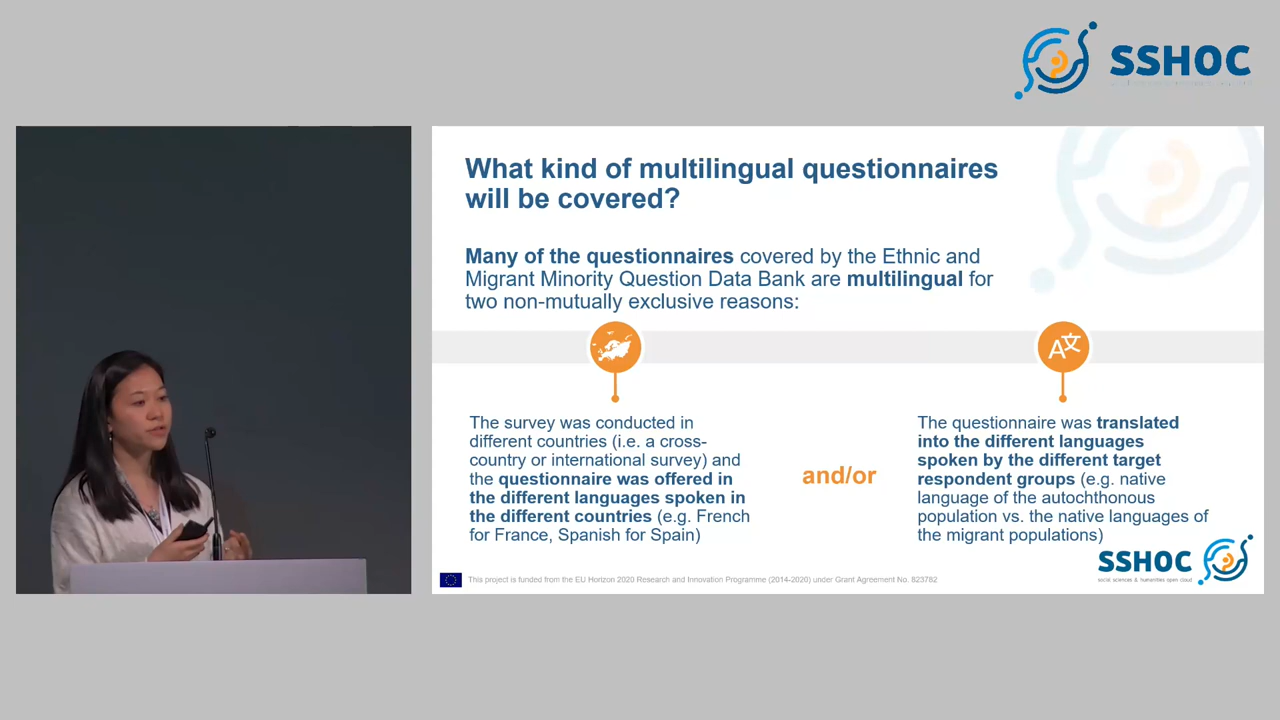 SSHOC
What kind of multilingual questionnaires
will be covered?
Many of the questionnaires covered by the Ethnic and
Migrant Minority Question Data Bank are multilingual for
two non-mutually exclusive reasons:
A文
The survey was conducted in
different countries (i.e. a cross-
country or international survey) and
the questionnaire was offered in
the different languages spoken in
the different countries (e.g. French
for France, Spanish for Spain)
and/or
The questionnaire was translated
into the different languages
spoken by the different target
respondent groups (e.g. native
language of the autochthonous
population vs. the native languages of
the migrant populations)
SSHOC
social sciences & humanities open cloud
This project is funded from the EU Horizon 2020 Research and Innovation Programme (2014-2020) under Grant Agreement No. 823782